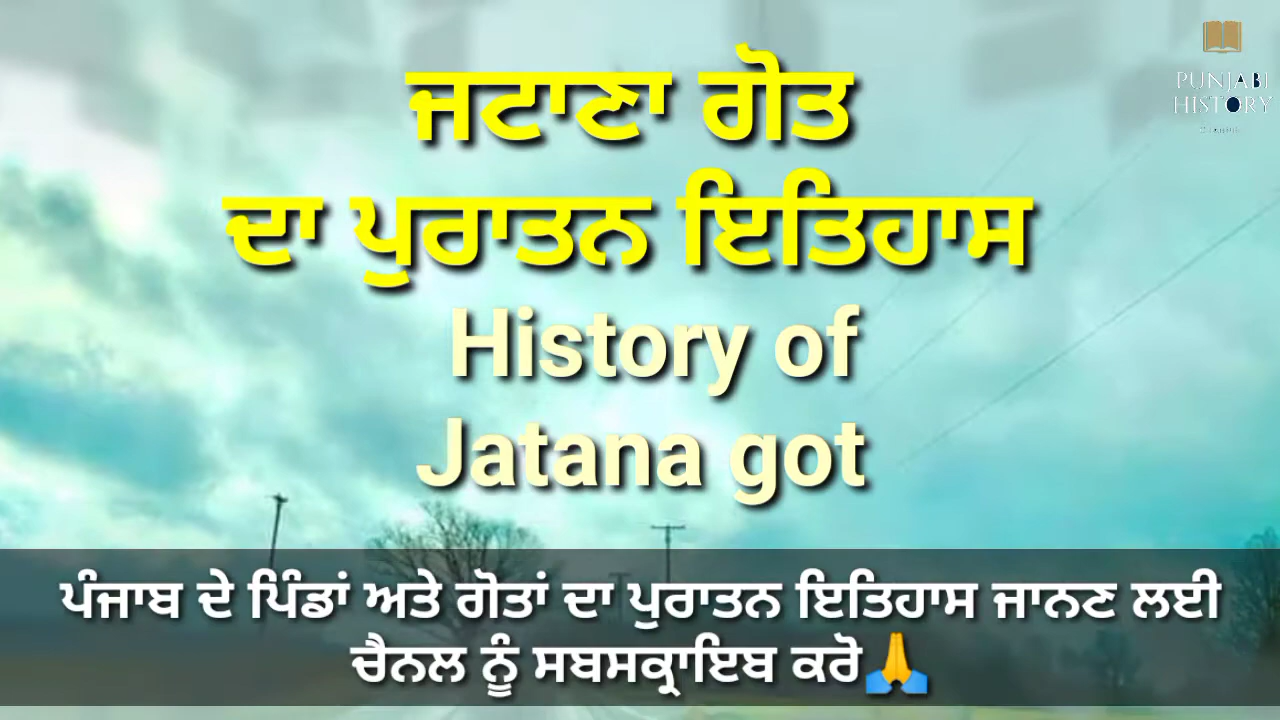 ਜਟਾਣਾ ਗੋਤ
ਦਾ ਪੁਰਾਤਨ ਇਤਿਹਾਸ
History of
Jatana got
PUNJABI
HISTORY
ਪੰਜਾਬ ਦੇ ਪਿੰਡਾਂ ਅਤੇ ਗੋਤਾਂ ਦਾ ਪੁਰਾਤਨ ਇਤਿਹਾਸ ਜਾਨਣ ਲਈ
ਚੈਨਲ ਨੂੰ ਸਬਸਕ੍ਰਾਇਬ ਕਰੋ🙏